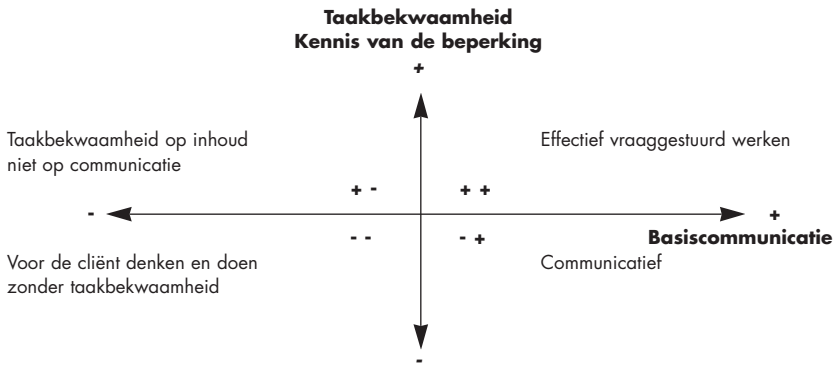 Taakbekwaamheid
Kennis van de beperking
+
Taakbekwaamheid op inhoud
niet op communicatie
Effectief vraaggestuurd werken
+ -
+ +
-
+
- -
- +
Basiscommunicatie
Voor de cliënt denken en doen
zonder taakbekwaamheid
Communicatief
-